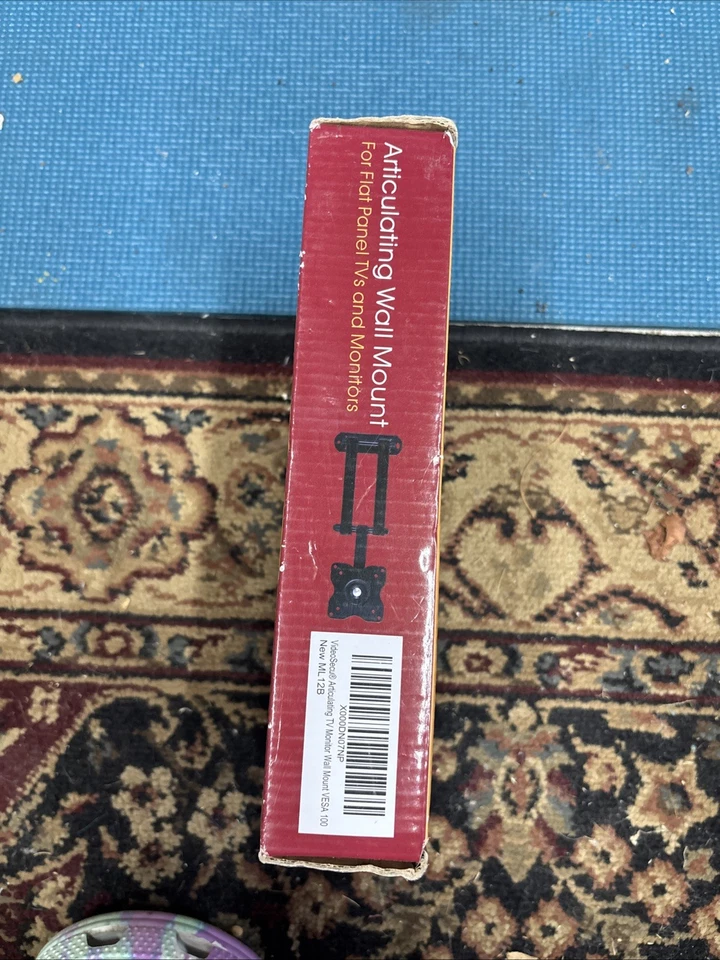 Articulating Wall Mount
For Flat Panel TVs and Monitors
X000DN07NP
VideoSecu® Articulating TV Monitor Wall Mount VESA 100
New ML12B